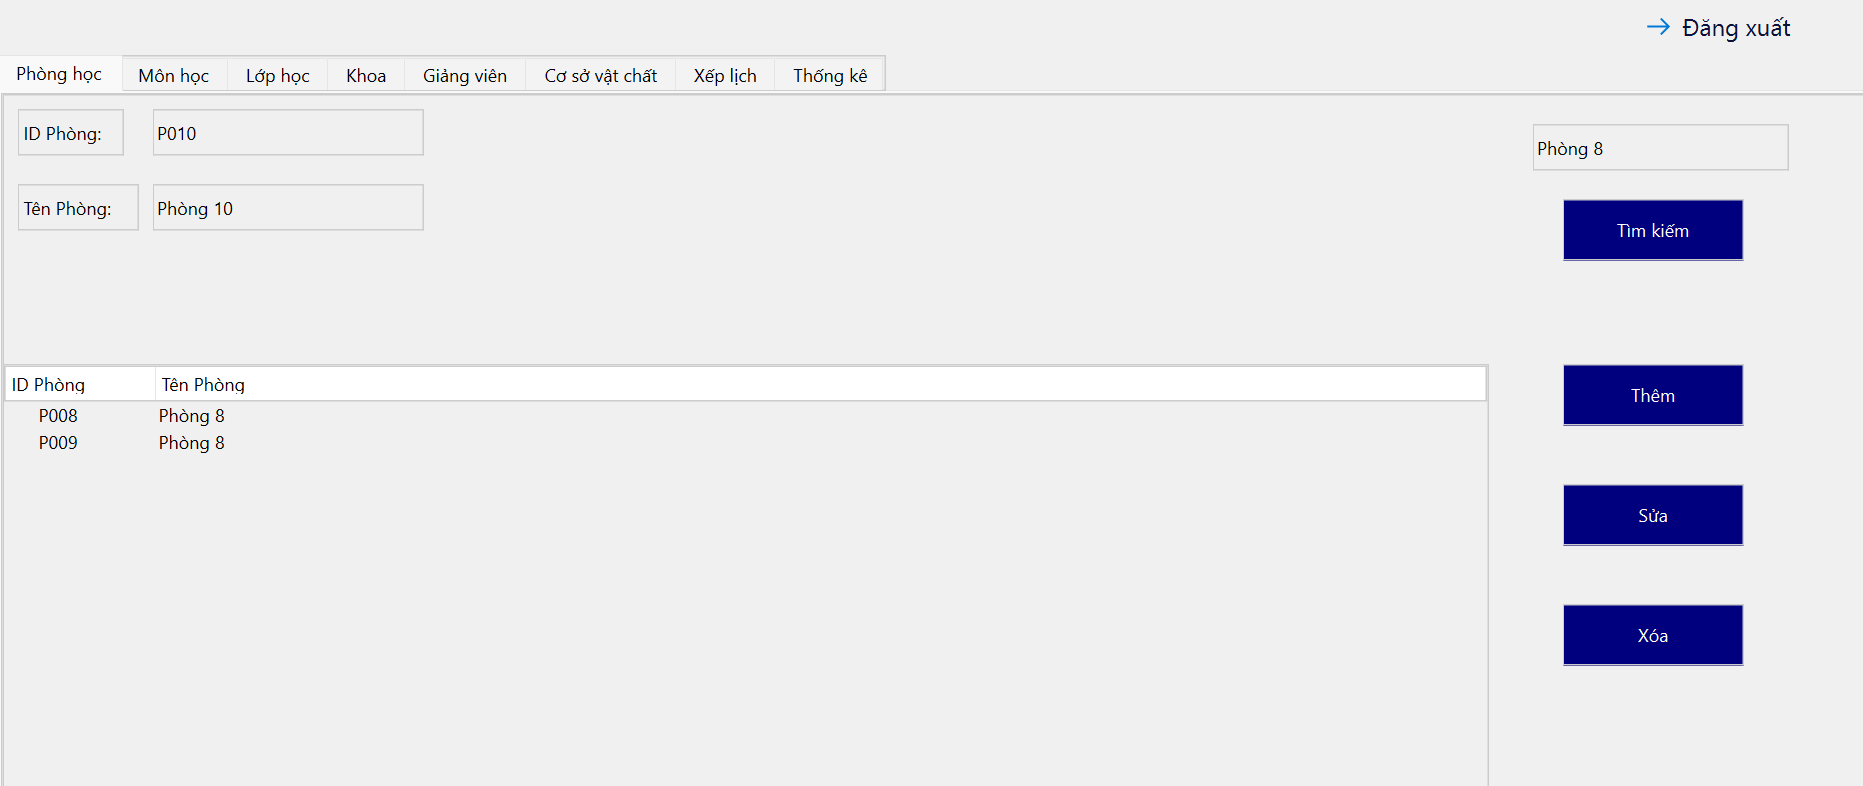 Đăng xuất
Phòng học Môn học Lớp học Khoa Giảng viên Cơ sở vật chất Xếp lịch Thống kê
ID Phòng: P010
Phòng 8
Tên Phòng: Phòng 10
Tìm kiếm
ID Phòng Tên Phòng
P008 Phòng 8
P009 Phòng 8
Thêm
Sửa
Xóa